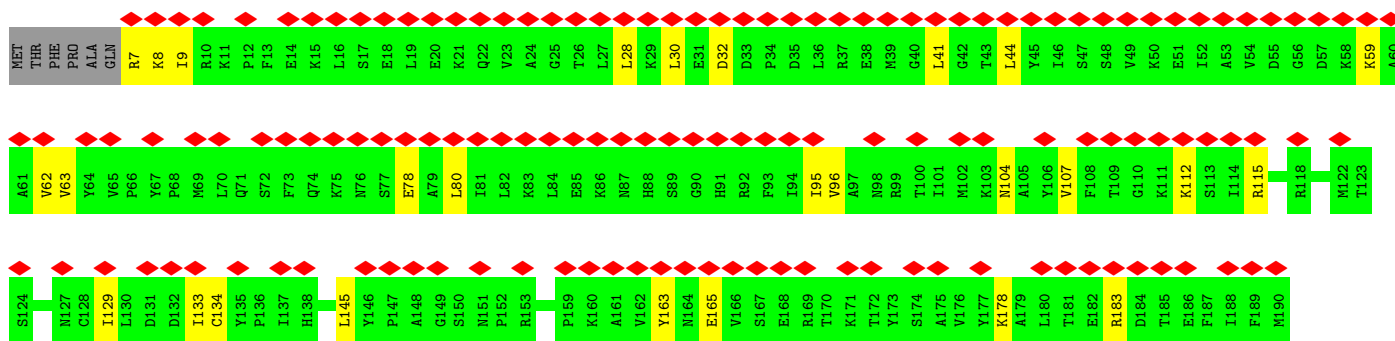 MET THR PHE PRO ALA GLN R7 K8 I9 R10 K11 P12 F13 E14 K15 L16 S17 E18 L19 E20 K21 Q22 V23 A24 G25 T26 L27 L28 K29 L30 E31 D32 D33 P34 D35 L36 R37 E38 M39 G40 L41 G42 T43 L44 Y45 I46 S47 S48 V49 K50 E51 I52 A53 V54 D55 G56 D57 K58 K59 A60
A61 V62 V63 Y64 V65 P66 Y67 P68 M69 L70 Q71 S72 F73 Q74 K75 N76 S77 E78 A79 L80 I81 L82 K83 L84 E85 K86 N87 H88 S89 G90 H91 R92 F93 I94 I95 V96 A97 N98 R99 T100 I101 M102 K103 N104 A105 Y106 V107 F108 T109 G110 K111 K112 S113 I114 R115 R118 M122 T123
S124 N127 C128 I129 L130 D131 D132 I133 C134 Y135 P136 I137 H138 L145 Y146 P147 A148 G149 S150 N151 P152 R153 P159 K160 A161 V162 Y163 N164 E165 V166 S167 E168 R169 T170 K171 T172 Y173 S174 A175 V176 Y177 K178 A179 L180 T181 E182 R183 D184 T185 E186 F187 I188 F189 M190